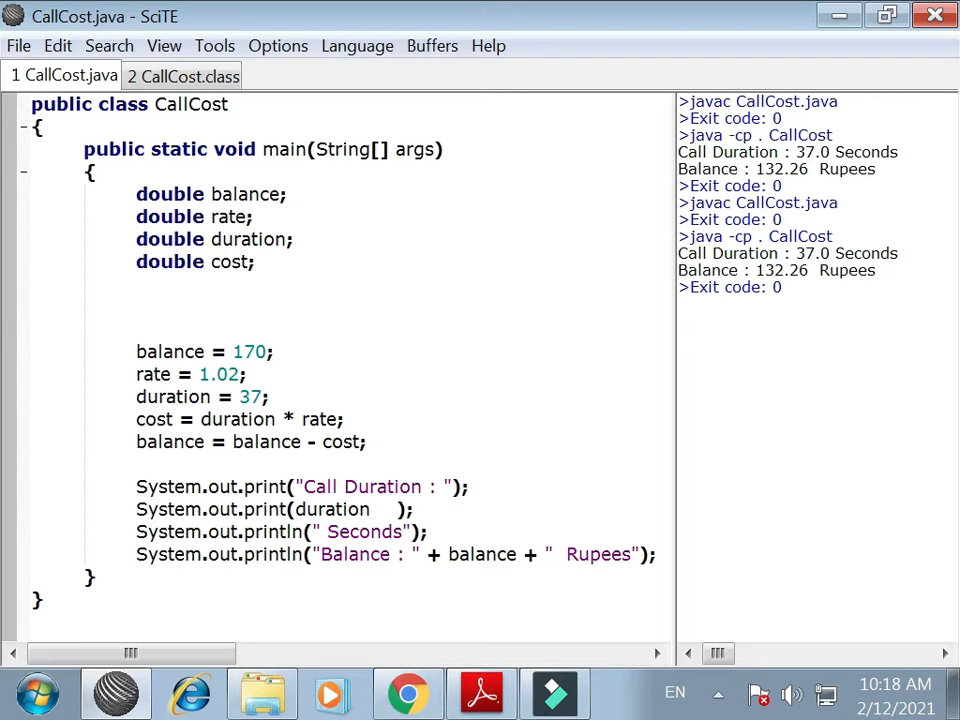 CallCost.java - SciTE
File Edit Search View Tools Options Language Buffers Help
1 CallCost.java 2 CallCost.class
public class CallCost
{
public static void main(String[] args)
{
double balance;
double rate;
double duration;
double cost;
balance = 170;
rate = 1.02;
duration = 37;
cost = duration * rate;
balance = balance - cost;
System.out.print("Call Duration : ");
System.out.print(duration    );
System.out.println(" Seconds");
System.out.println("Balance : " + balance + "  Rupees");
}
}
>javac CallCost.java
>Exit code: 0
>java -cp . CallCost
Call Duration : 37.0 Seconds
Balance : 132.26  Rupees
>Exit code: 0
>javac CallCost.java
>Exit code: 0
>java -cp . CallCost
Call Duration : 37.0 Seconds
Balance : 132.26  Rupees
>Exit code: 0
EN
10:18 AM
2/12/2021